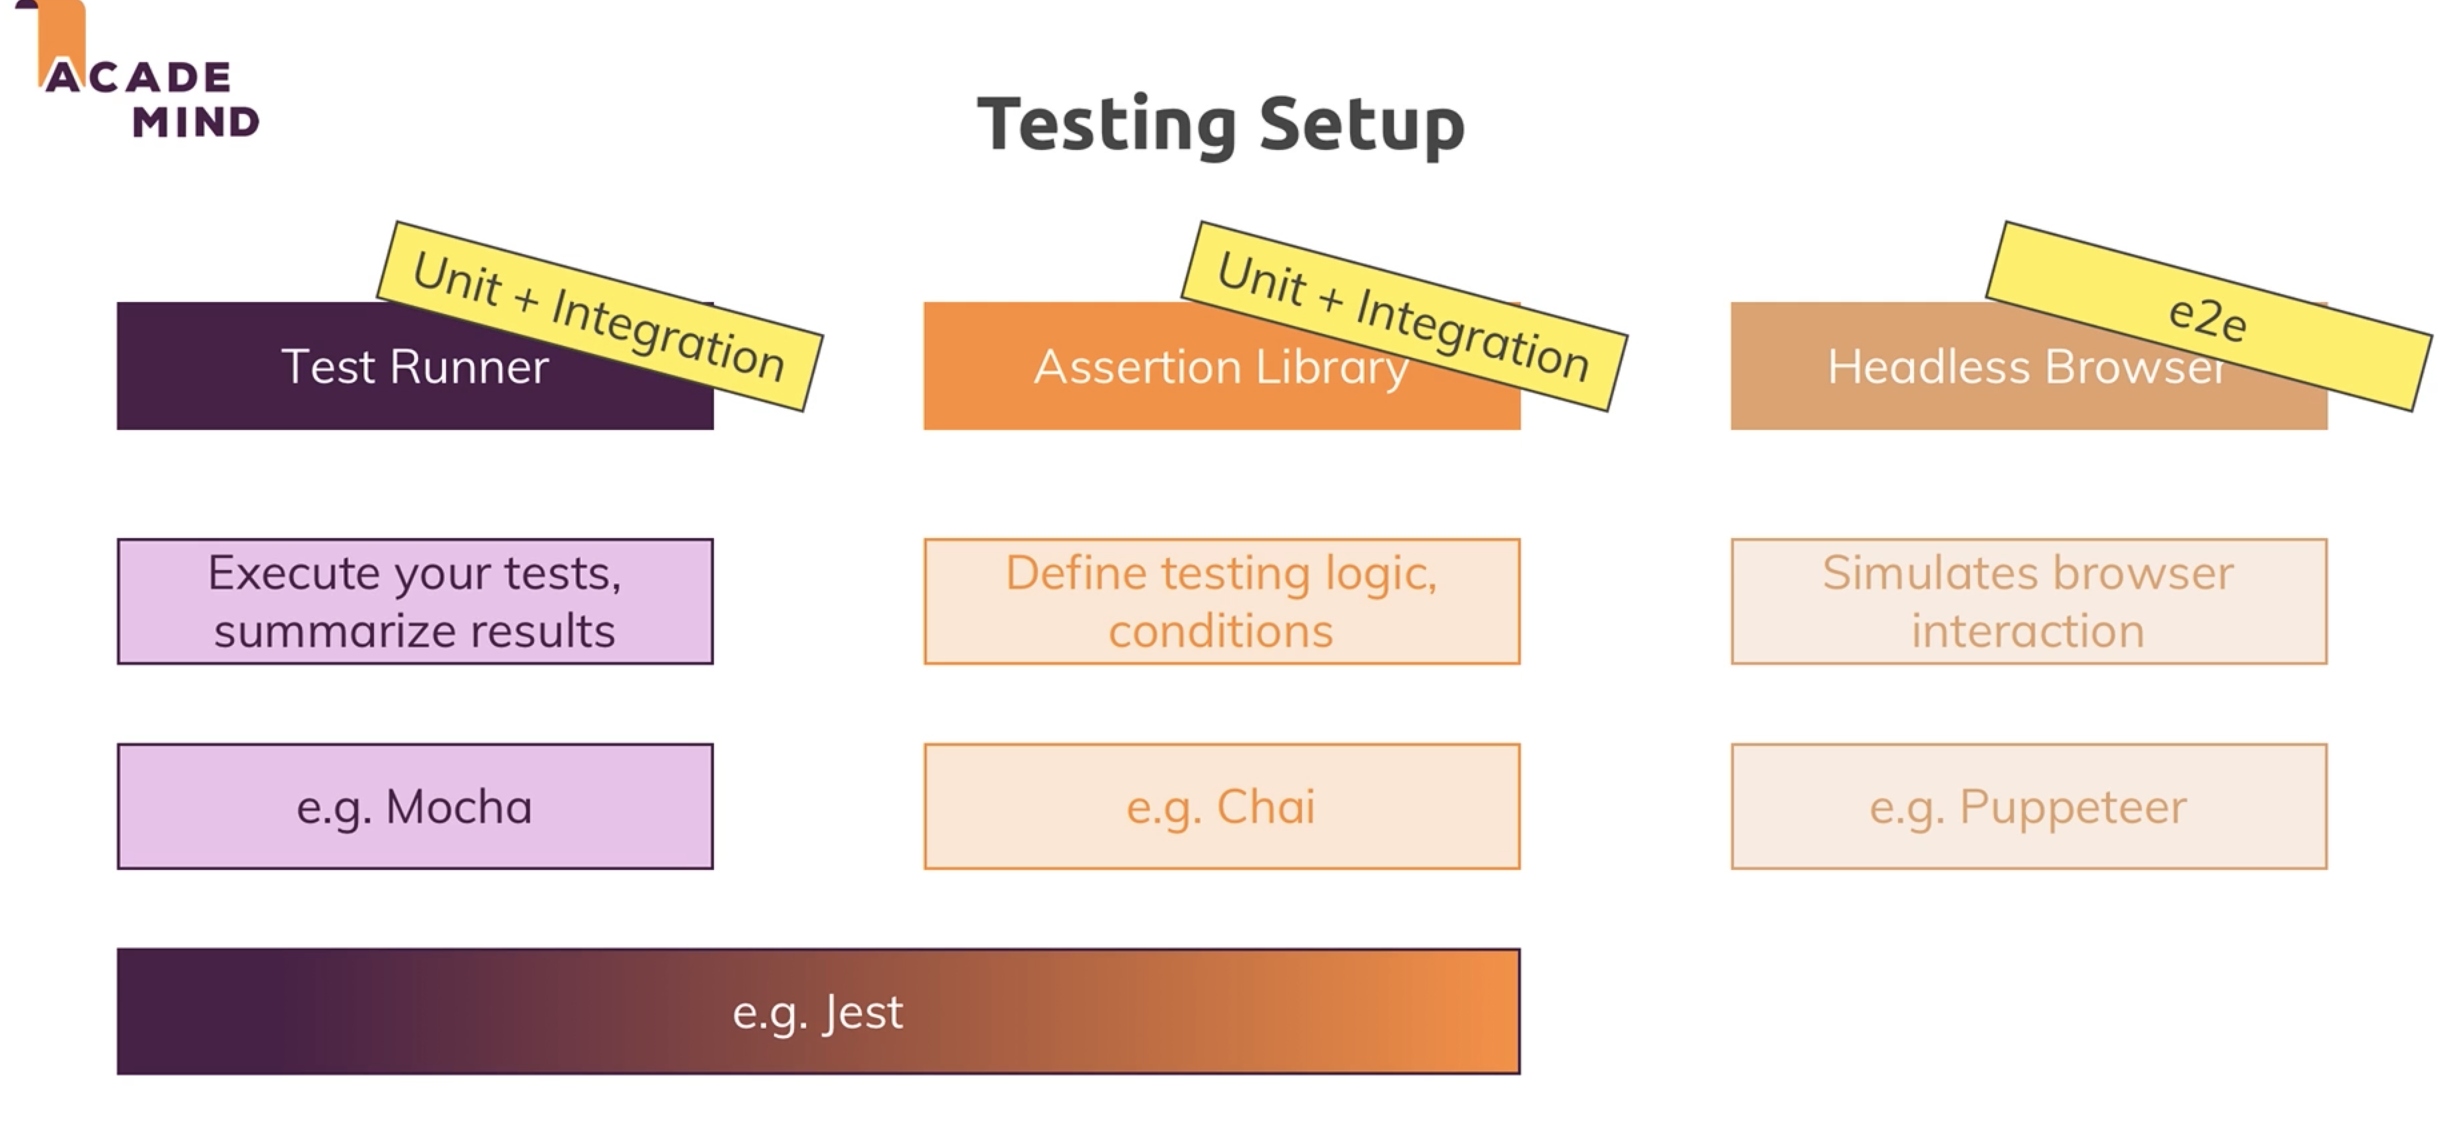 ACADE
MIND
Testing Setup
Unit + Integration
Test Runner
Unit + Integration
Assertion Library
e2e
Headless Browser
Execute your tests,
summarize results
Define testing logic,
conditions
Simulates browser
interaction
e.g. Mocha
e.g. Chai
e.g. Puppeteer
e.g. Jest